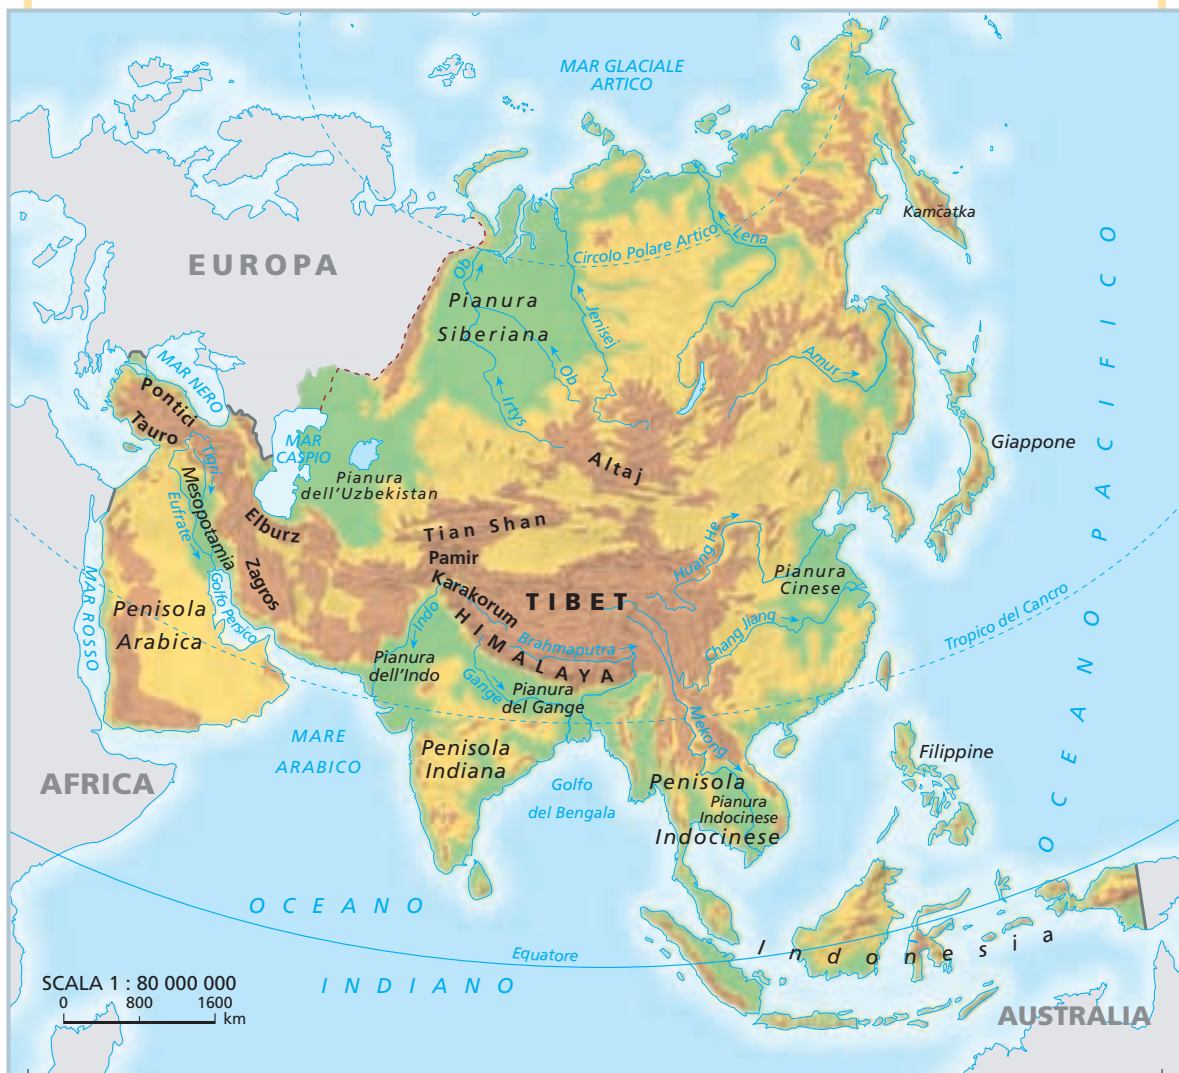 MAR GLACIALE
ARTICO
Kamčatka
Circolo Polare Artico
Lena
EUROPA
Ob
Pianura
Siberiana
Jenisej
Ob
Irtyš
Amur
OCEANO PACIFICO
MAR NERO
Pontici
Tauro
MAR
CASPIO
Giappone
Altaj
Tigri
Mesopotamia
Eufrate
Pianura
dell'Uzbekistan
Elburz
Tian Shan
Pamir
Zagros
Karakorum
TIBET
Huang He
Pianura
Cinese
MAR ROSSO
Penisola
Arabica
Golfo Persico
Indo
HIMALAYA
Brahmaputra
Chang Jiang
Tropico del Cancro
Pianura
dell'Indo
Gange
Pianura
del Gange
Mekong
MARE
ARABICO
Penisola
Indiana
Golfo
del Bengala
Penisola
Indocinese
Pianura
Indocinese
Filippine
AFRICA
OCEANO
INDIANO
Equatore
Indonesia
AUSTRALIA
SCALA 1 : 80 000 000
0 800 1600
km